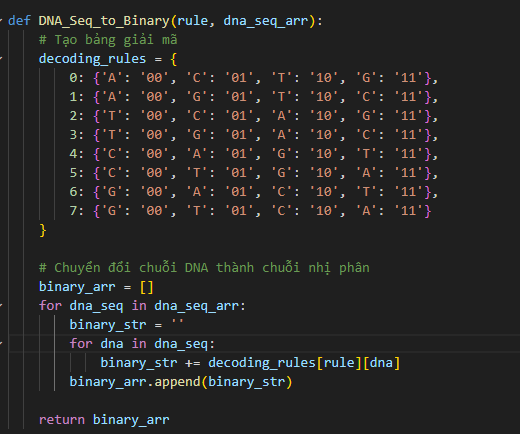 def DNA_Seq_to_Binary(rule, dna_seq_arr):
    # Tạo bảng giải mã
    decoding_rules = {
        0: {'A': '00', 'C': '01', 'T': '10', 'G': '11'},
        1: {'A': '00', 'G': '01', 'T': '10', 'C': '11'},
        2: {'T': '00', 'C': '01', 'A': '10', 'G': '11'},
        3: {'T': '00', 'G': '01', 'A': '10', 'C': '11'},
        4: {'C': '00', 'A': '01', 'G': '10', 'T': '11'},
        5: {'C': '00', 'T': '01', 'G': '10', 'A': '11'},
        6: {'G': '00', 'A': '01', 'C': '10', 'T': '11'},
        7: {'G': '00', 'T': '01', 'C': '10', 'A': '11'}
    }
    # Chuyển đổi chuỗi DNA thành chuỗi nhị phân
    binary_arr = []
    for dna_seq in dna_seq_arr:
        binary_str = ''
        for dna in dna_seq:
            binary_str += decoding_rules[rule][dna]
        binary_arr.append(binary_str)
    return binary_arr